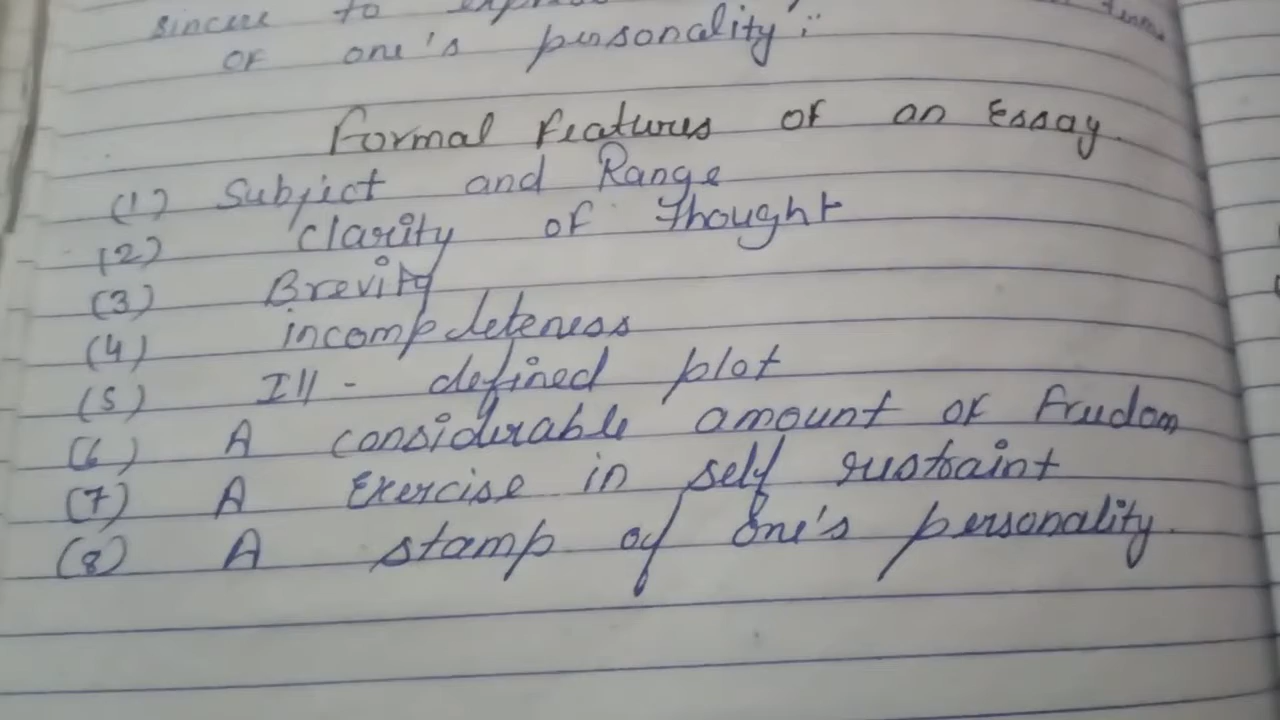 sincere to
of one's personality".
Formal Features of an Essay.
(1) Subject and Range
(2) clarity of Thought
(3) Brevity
(4) incompleteness
(5) Ill-defined plot
(6) A considerable amount of Freedom
(7) A Exercise in self restraint
(8) A stamp of one's personality.